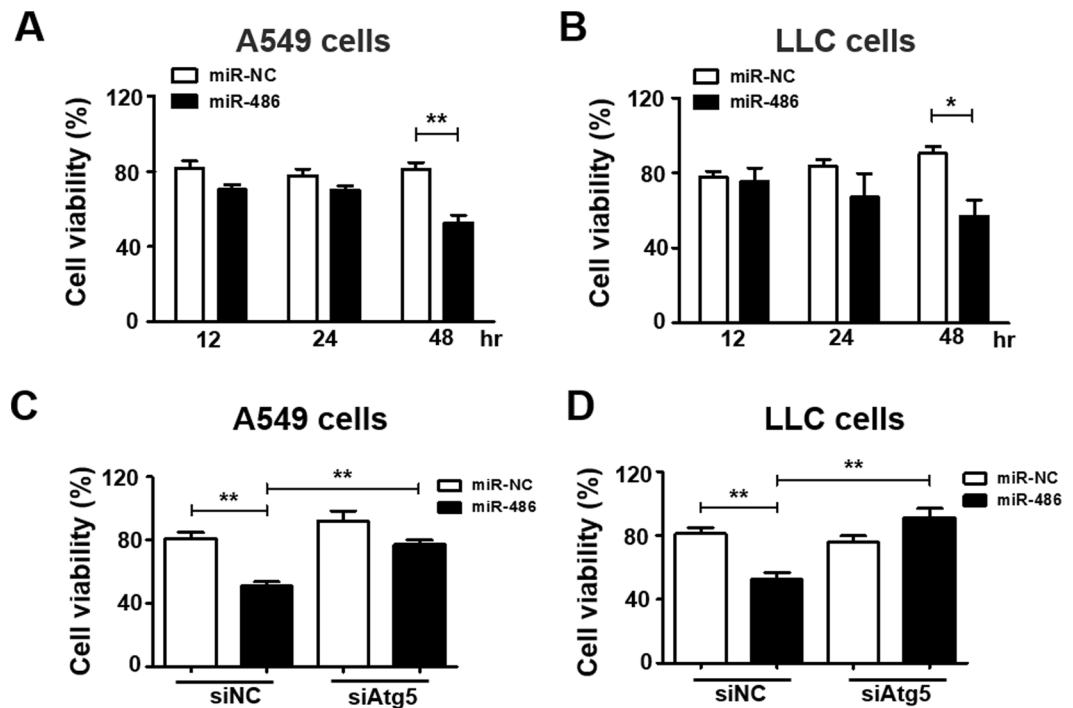 A
A549 cells
miR-NC
miR-486
Cell viability (%)
120
80
40
0
**
12 24 48 hr
B
LLC cells
miR-NC
miR-486
Cell viability (%)
120
80
40
0
*
12 24 48 hr
C
A549 cells
miR-NC
miR-486
Cell viability (%)
120
80
40
0
**
**
siNC siAtg5
D
LLC cells
miR-NC
miR-486
Cell viability (%)
120
80
40
0
**
**
siNC siAtg5